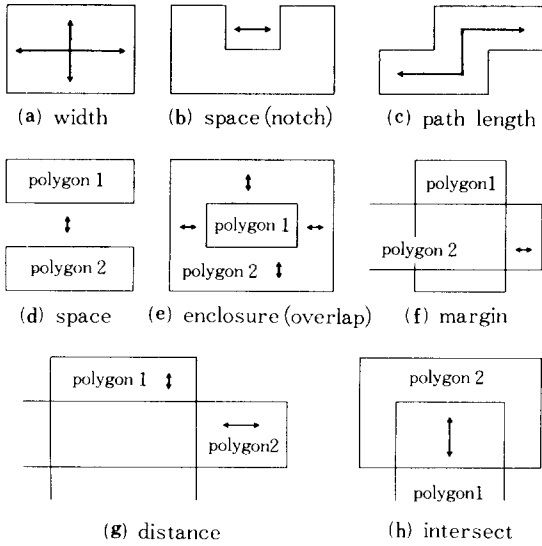 (a) width
(b) space(notch)
(c) path length
polygon 1
polygon 2
(d) space
polygon 1
polygon 2
(e) enclosure(overlap)
polygon1
polygon 2
(f) margin
polygon 1
polygon2
(g) distance
polygon 2
polygon1
(h) intersect